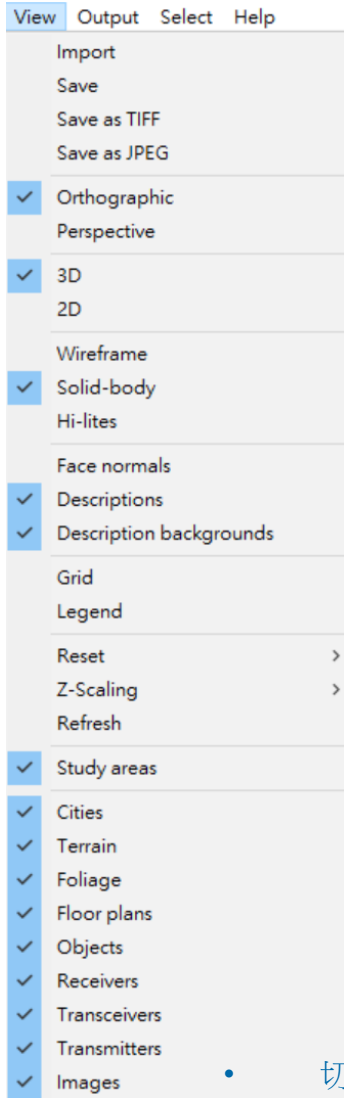 View Output Select Help
Import
Save
Save as TIFF
Save as JPEG
Orthographic
Perspective
3D
2D
Wireframe
Solid-body
Hi-lites
Face normals
Descriptions
Description backgrounds
Grid
Legend
Reset
Z-Scaling
Refresh
Study areas
Cities
Terrain
Foliage
Floor plans
Objects
Receivers
Transceivers
Transmitters
Images